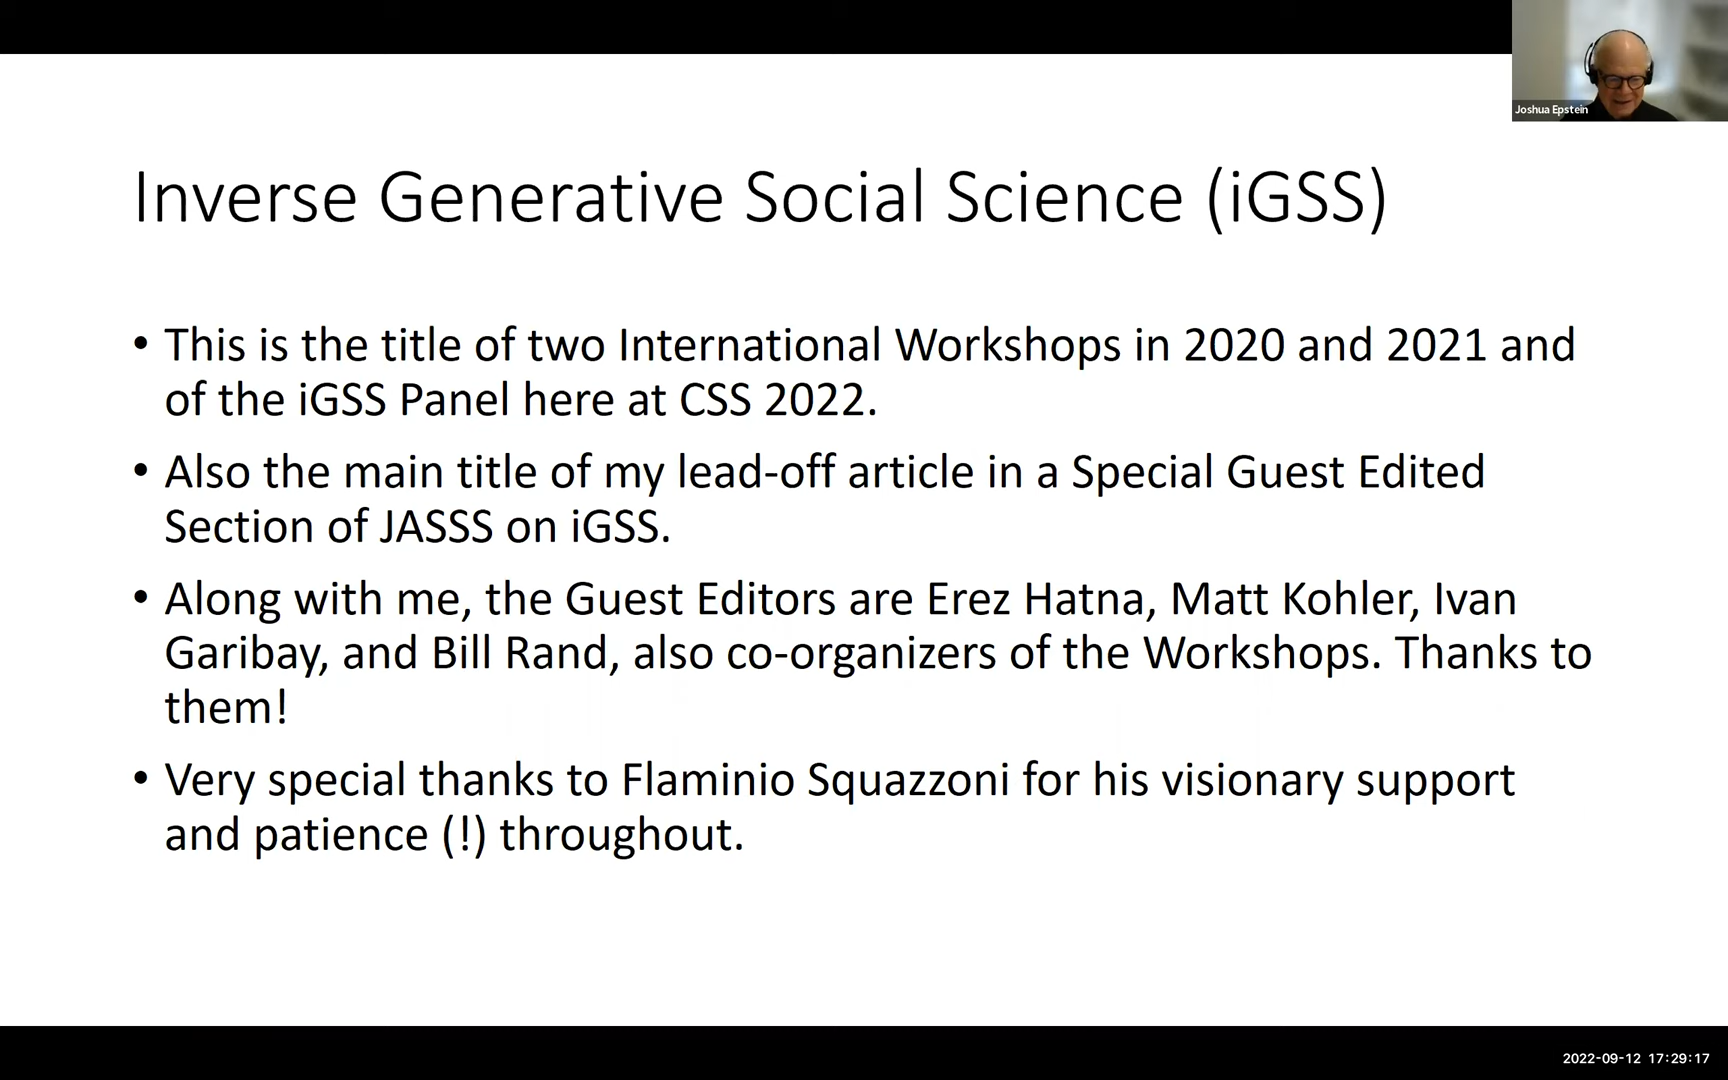 Joshua Epstein
Inverse Generative Social Science (iGSS)
• This is the title of two International Workshops in 2020 and 2021 and
of the iGSS Panel here at CSS 2022.
• Also the main title of my lead-off article in a Special Guest Edited
Section of JASSS on iGSS.
• Along with me, the Guest Editors are Erez Hatna, Matt Kohler, Ivan
Garibay, and Bill Rand, also co-organizers of the Workshops. Thanks to
them!
• Very special thanks to Flaminio Squazzoni for his visionary support
and patience (!) throughout.
2022-09-12 17:29:17